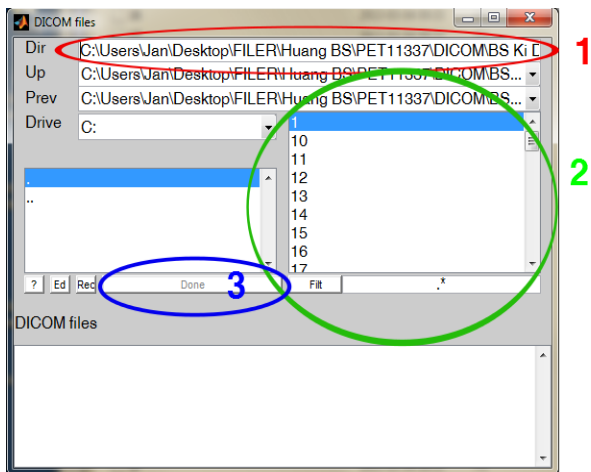 DICOM files
Dir C:\Users\Jan\Desktop\FILER\Huang BS\PET11337\DICOM\BS Ki D
1
Up C:\Users\Jan\Desktop\FILER\Huang BS\PET11337\DICOM\BS...
Prev C:\Users\Jan\Desktop\FILER\Huang BS\PET11337\DICOM\BS...
Drive C:
1
10
11
12
13
14
15
16
17
2
.
..
? Ed Rec Done 3 Filt .*
DICOM files